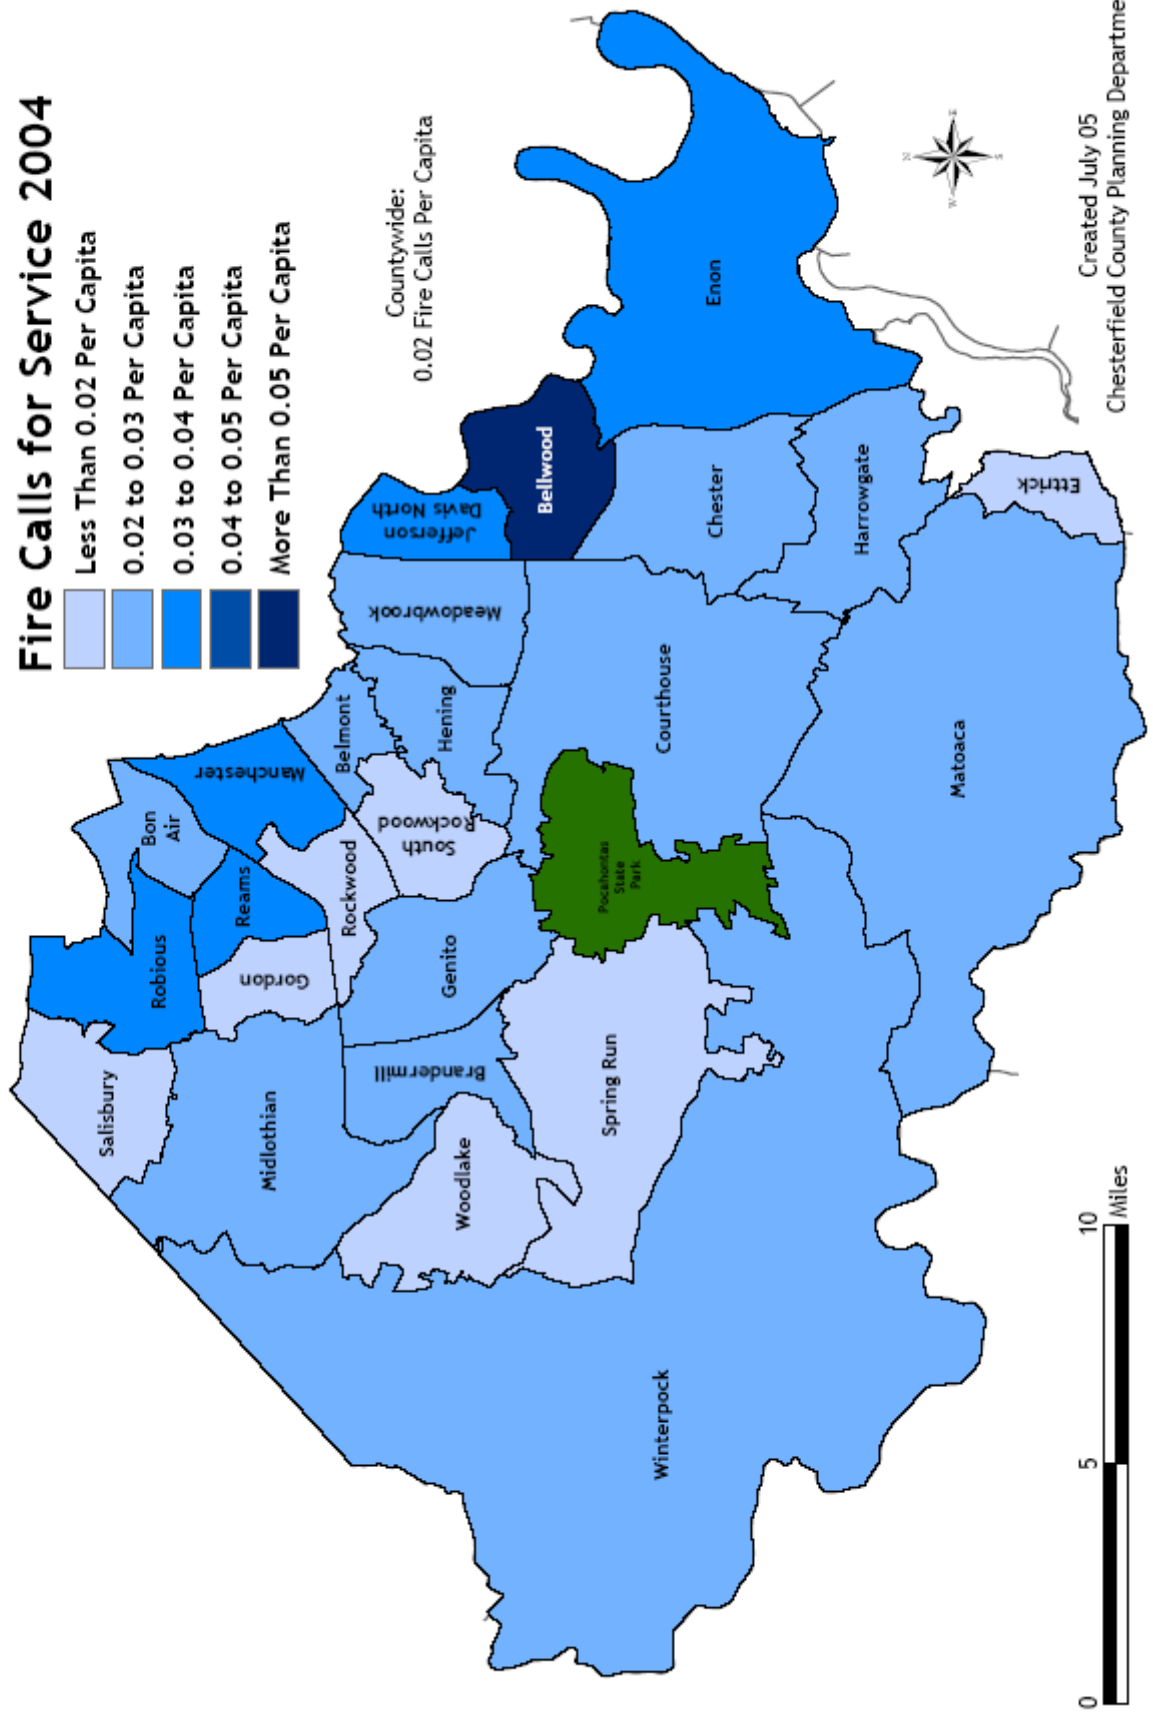 Fire Calls for Service 2004
Less Than 0.02 Per Capita
0.02 to 0.03 Per Capita
0.03 to 0.04 Per Capita
0.04 to 0.05 Per Capita
More Than 0.05 Per Capita
Countywider:
0.02 Fire Calls Per Capita
Salisbury
Robious
Bon
Air
Manchester
Reams
Gordon
Midlothian
Rockwood
Belmont
Meadowbrook
Jefferson
Davis North
Hening
South
Rockwood
Genito
Brandermill
Woodlake
Bellwood
Spring Run
Pocahontas
State
Park
Courthouse
Chester
Enon
Winterpock
Harrowgate
Matoaca
Ettrick
N
W
E
S
0
5
10
Miles
Created July 05
Chesterfield County Planning Departme